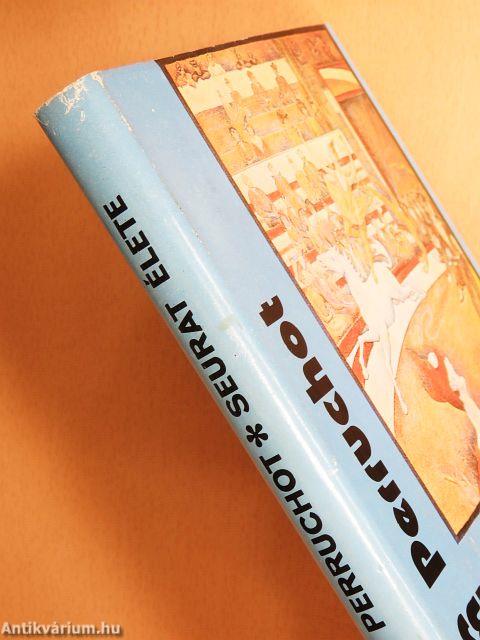 PERRUCHOT * SEURAT ÉLETE
Perruchot
Antikvárium.hu